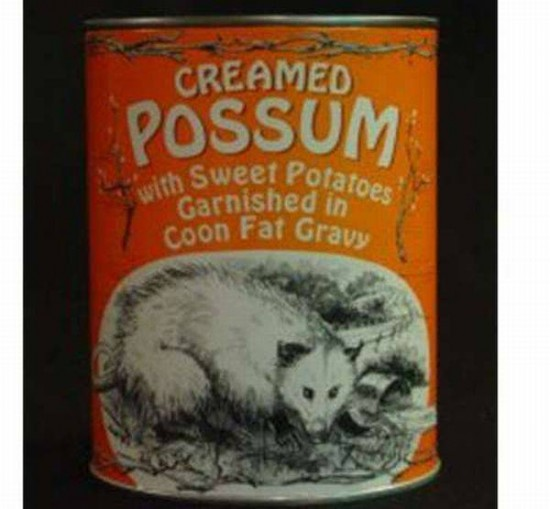 CREAMED
POSSUM
with Sweet Potatoes
Garnished in
Coon Fat Gravy